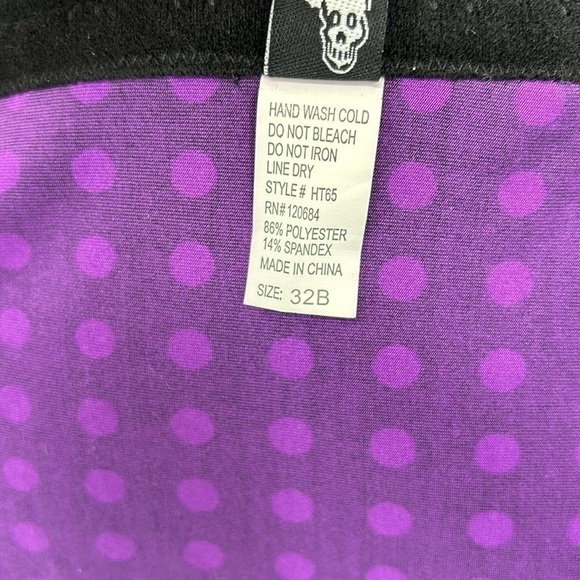 HAND WASH COLD
DO NOT BLEACH
DO NOT IRON
LINE DRY
STYLE# HT65
RN#120684
86% POLYESTER
14% SPANDEX
MADE IN CHINA
SIZE: 32B